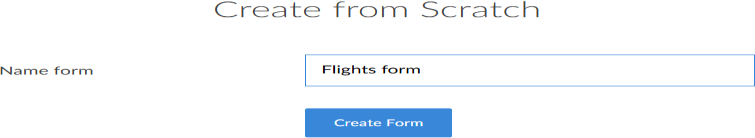 Create from Scratch
Name form
Flights form
Create Form